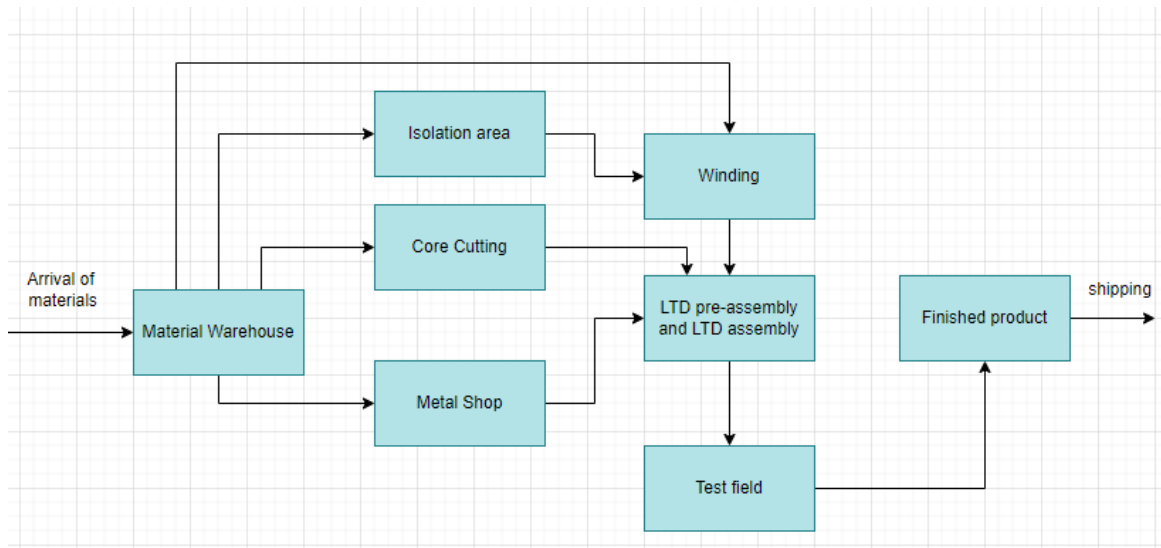 Isolation area
Winding
Core Cutting
Arrival of
materials
Material Warehouse
LTD pre-assembly
and LTD assembly
Finished product
shipping
Metal Shop
Test field